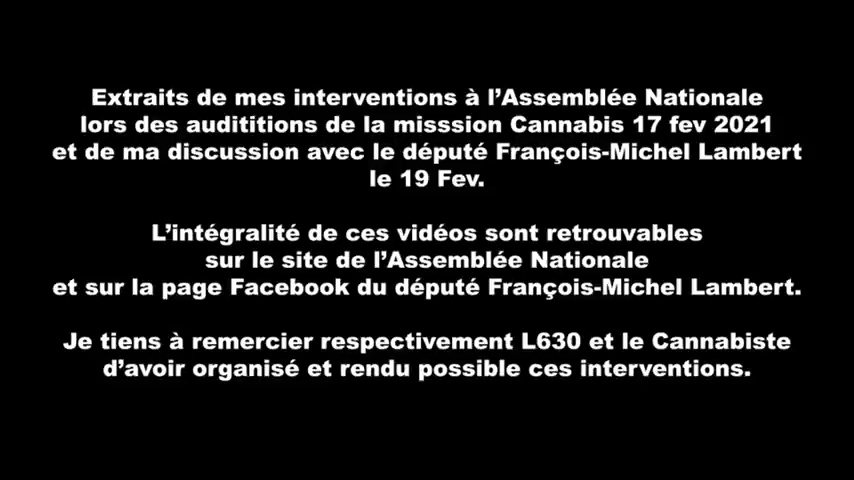 Extraits de mes interventions à l’Assemblée Nationale
lors des audititions de la misssion Cannabis 17 fev 2021
et de ma discussion avec le député François-Michel Lambert
le 19 Fev.
L’intégralité de ces vidéos sont retrouvables
sur le site de l’Assemblée Nationale
et sur la page Facebook du député François-Michel Lambert.
Je tiens à remercier respectivement L630 et le Cannabiste
d’avoir organisé et rendu possible ces interventions.